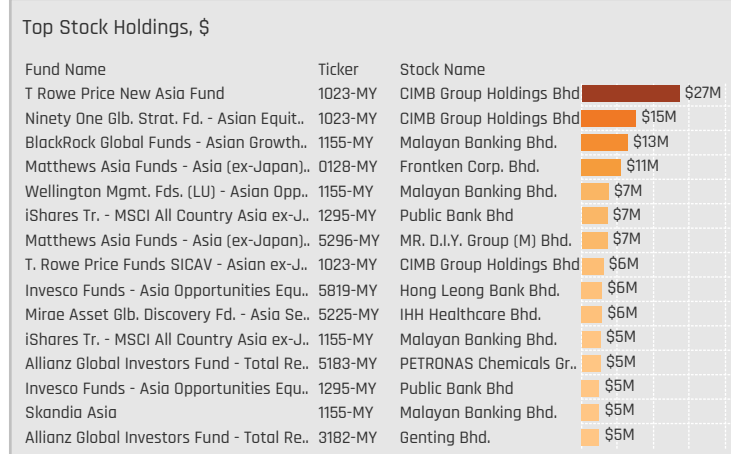 Top Stock Holdings, $
Fund Name Ticker Stock Name
T Rowe Price New Asia Fund 1023-MY CIMB Group Holdings Bhd $27M
Ninety One Glb. Strat. Fd. - Asian Equit.. 1023-MY CIMB Group Holdings Bhd $15M
BlackRock Global Funds - Asian Growth.. 1155-MY Malayan Banking Bhd. $13M
Matthews Asia Funds - Asia (ex-Japan).. 0128-MY Frontken Corp. Bhd. $11M
Wellington Mgmt. Fds. (LU) - Asian Opp.. 1155-MY Malayan Banking Bhd. $7M
iShares Tr. - MSCI All Country Asia ex-J.. 1295-MY Public Bank Bhd $7M
Matthews Asia Funds - Asia (ex-Japan).. 5296-MY MR. D.I.Y. Group (M) Bhd. $7M
T. Rowe Price Funds SICAV - Asian ex-J.. 1023-MY CIMB Group Holdings Bhd $6M
Invesco Funds - Asia Opportunities Equ.. 5819-MY Hong Leong Bank Bhd. $6M
Mirae Asset Glb. Discovery Fd. - Asia Se.. 5225-MY IHH Healthcare Bhd. $6M
iShares Tr. - MSCI All Country Asia ex-J.. 1155-MY Malayan Banking Bhd. $5M
Allianz Global Investors Fund - Total Re.. 5183-MY PETRONAS Chemicals Gr.. $5M
Invesco Funds - Asia Opportunities Equ.. 1295-MY Public Bank Bhd $5M
Skandia Asia 1155-MY Malayan Banking Bhd. $5M
Allianz Global Investors Fund - Total Re.. 3182-MY Genting Bhd. $5M